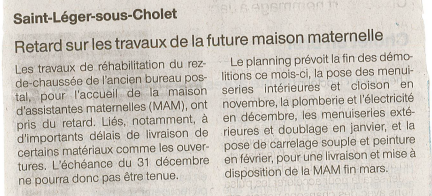 Saint-Léger-sous-Cholet
Retard sur les travaux de la future maison maternelle
Les travaux de réhabilitation du rez-
de-chaussée de l'ancien bureau pos-
tal, pour l'accueil de la maison
d'assistantes maternelles (MAM), ont
pris du retard. Liés, notamment, à
d'importants délais de livraison de
certains matériaux comme les ouver-
tures. L'échéance du 31 décembre
ne pourra donc pas être tenue.
Le planning prévoit la fin des démo-
litions ce mois-ci, la pose des menui-
series intérieures et cloison en
novembre, la plomberie et l'électricité
en décembre, les menuiseries exté-
rieures et doublage en janvier, et la
pose de carrelage souple et peinture
en février, pour une livraison et mise à
disposition de la MAM fin mars.